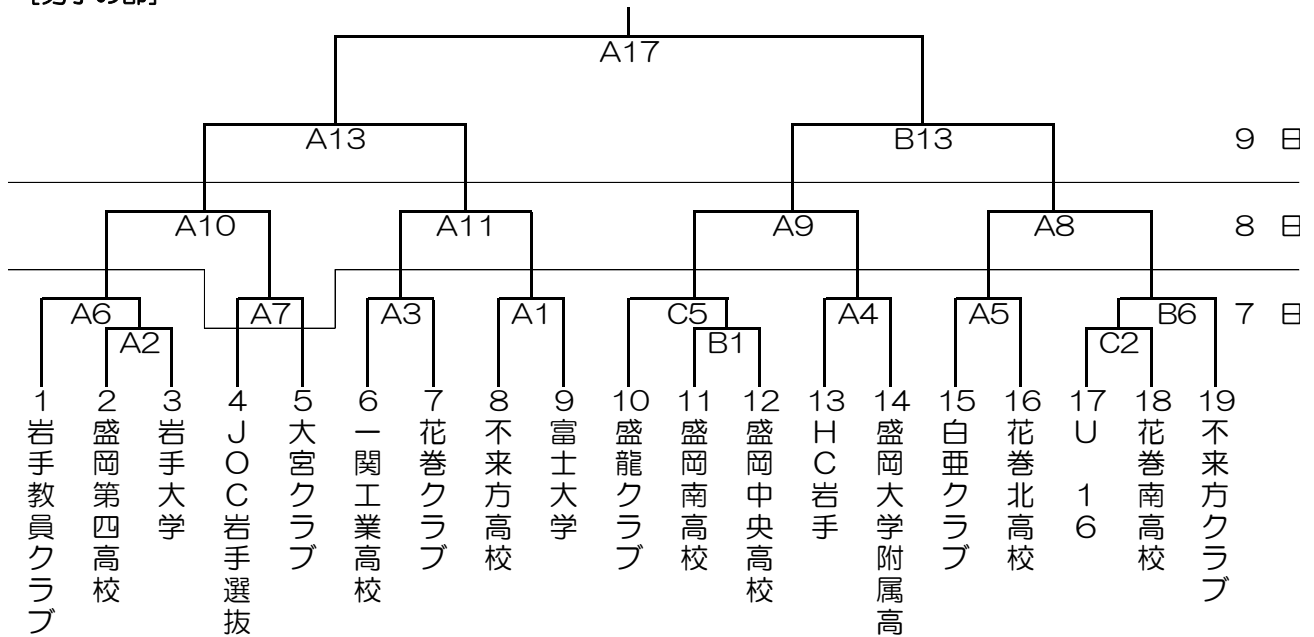 [男子の部]
A17
A13 B13 9 日
A10 A11 A9 A8 8 日
A6 A7 A3 A1 C5 A4 A5 B6 7 日
A2 B1 C2
1 2 3 4 5 6 7 8 9 10 11 12 13 14 15 16 17 18 19
岩手教員クラブ
盛岡第四高校
岩手大学
JOC岩手選抜
大宮クラブ
一関工業高校
花巻クラブ
不来方高校
富士大学
盛龍クラブ
盛岡南高校
盛岡中央高校
HC岩手
盛岡大学附属高
白亜クラブ
花巻北高校
U 16
花巻南高校
不来方クラブ